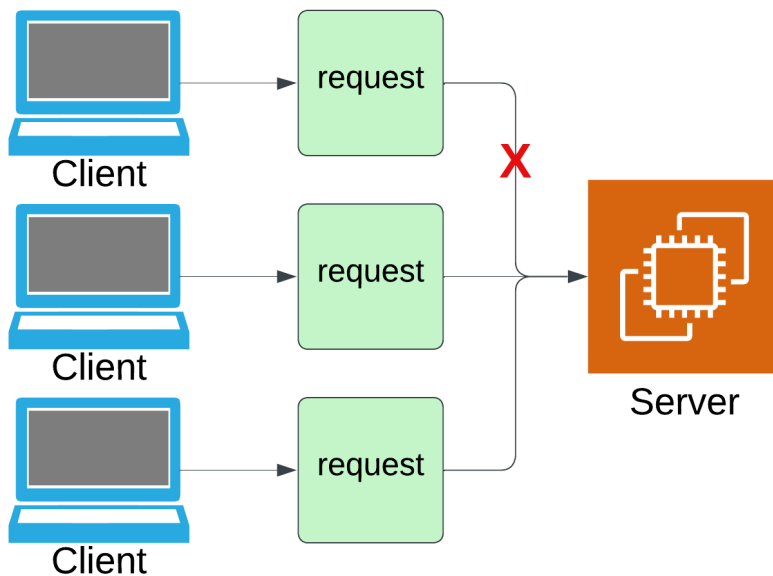 request
Client
X
request
Client
Server
request
Client